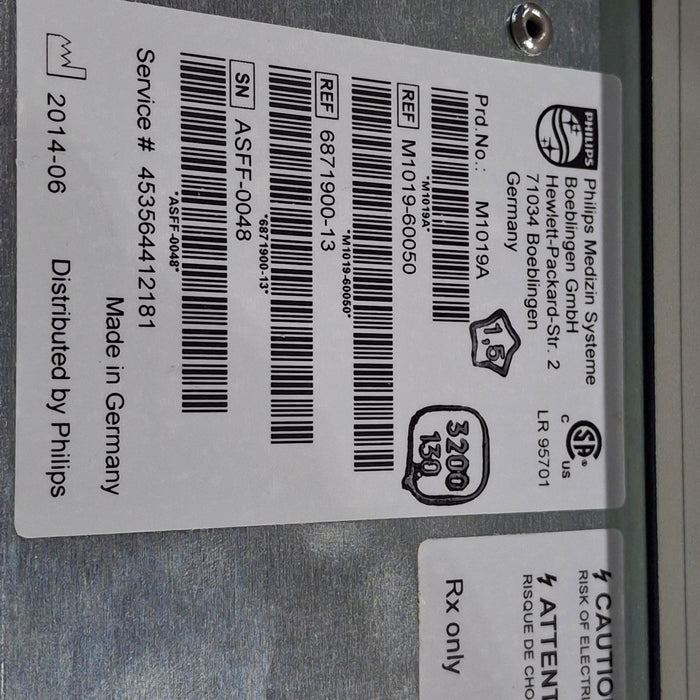 PHILIPS
Philips Medizin Systeme
Boeblingen GmbH
Hewlett-Packard-Str. 2
71034 Boeblingen
Germany
SA®
C US
LR 95701
Prd.No.: M1019A
*M1019A*
1,5
3200
130
REF M1019-60050
*M1019-60050*
REF 6871900-13
*6871900-13*
SN ASFF-0048
*ASFF-0048*
Service # 453564412181
Made in Germany
2014-06 Distributed by Philips
CAUTIO
RISK OF ELECTRI
ATTENT
RISQUE DE CHO
Rx only